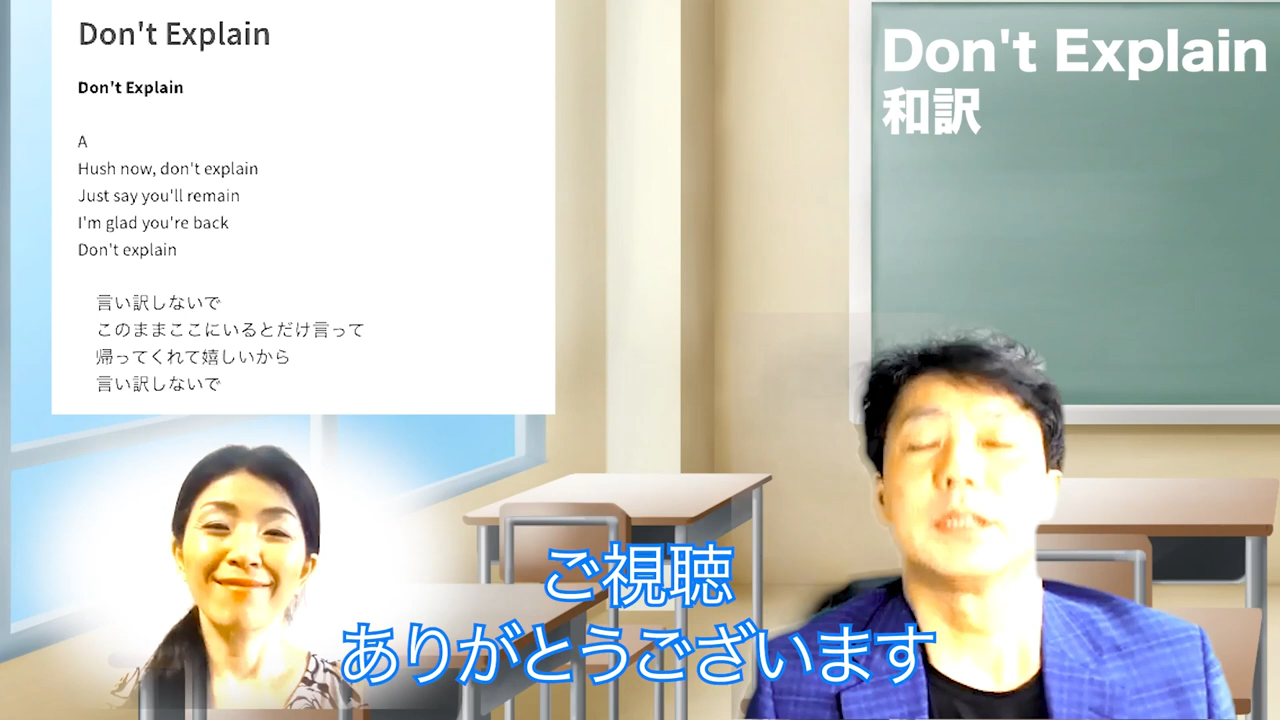 Don't Explain
Don't Explain
A
Hush now, don't explain
Just say you'll remain
I'm glad you're back
Don't explain
言い訳しないで
このままここにいるとだけ言って
帰ってくれて嬉しいから
言い訳しないで
Don't Explain
和訳
ご視聴
ありがとうございます